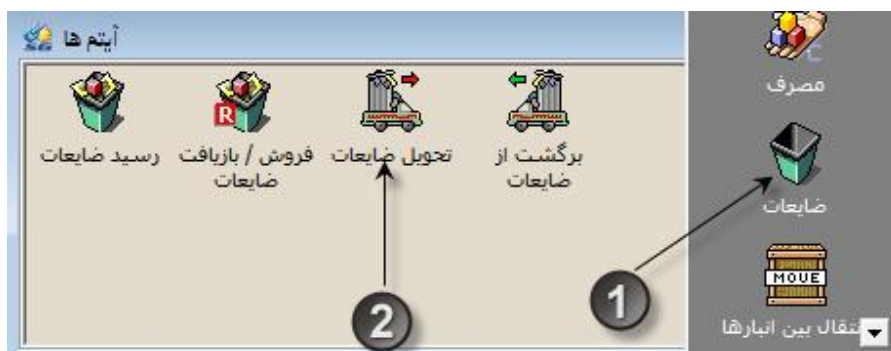 آیتم ها
رسید ضایعات
فروش / بازیافت
ضایعات
R
تحویل ضایعات
برگشت از
ضایعات
C
مصرف
ضایعات
MOVE
نتقال بین انبارها
1
2